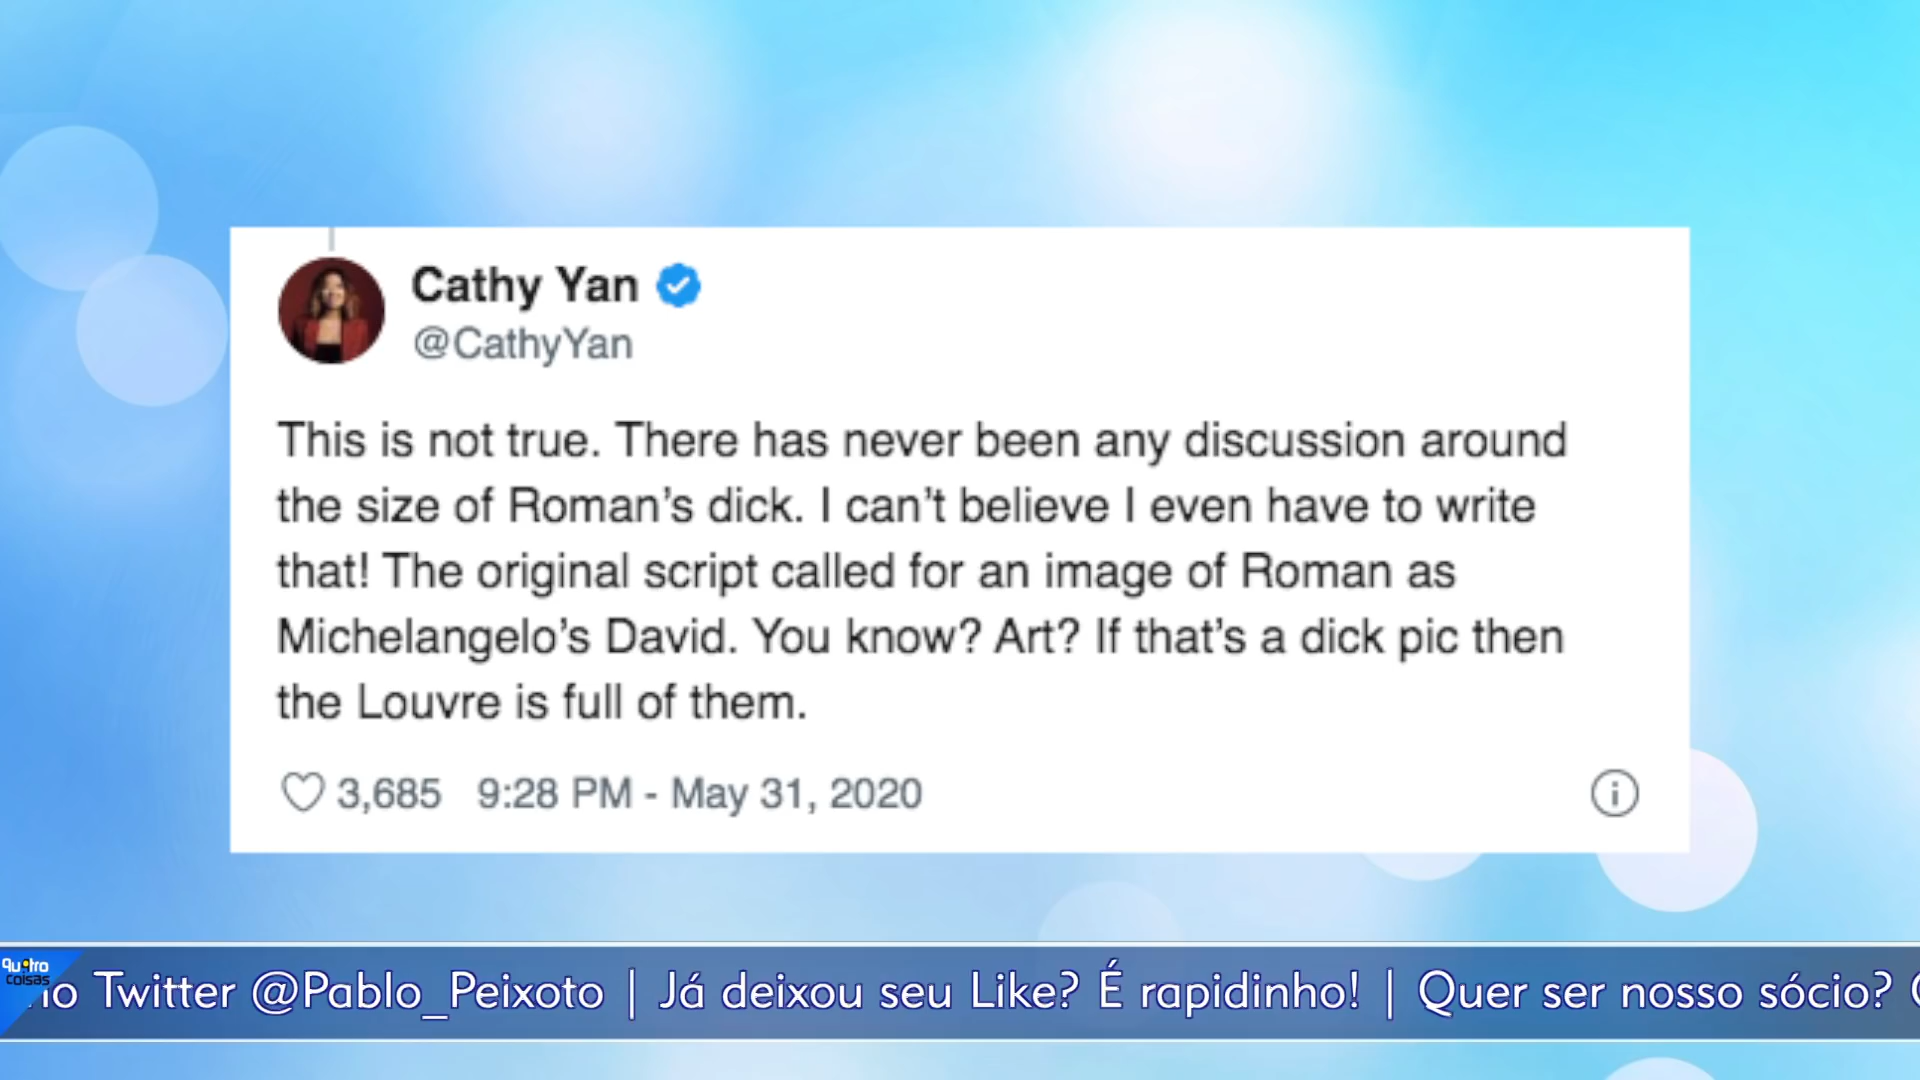 Cathy Yan
@CathyYan
This is not true. There has never been any discussion around
the size of Roman's dick. I can't believe I even have to write
that! The original script called for an image of Roman as
Michelangelo's David. You know? Art? If that's a dick pic then
the Louvre is full of them.
3,685 9:28 PM - May 31, 2020
quatro
coisas
no Twitter @Pablo_Peixoto | Já deixou seu Like? É rapidinho! | Quer ser nosso sócio?